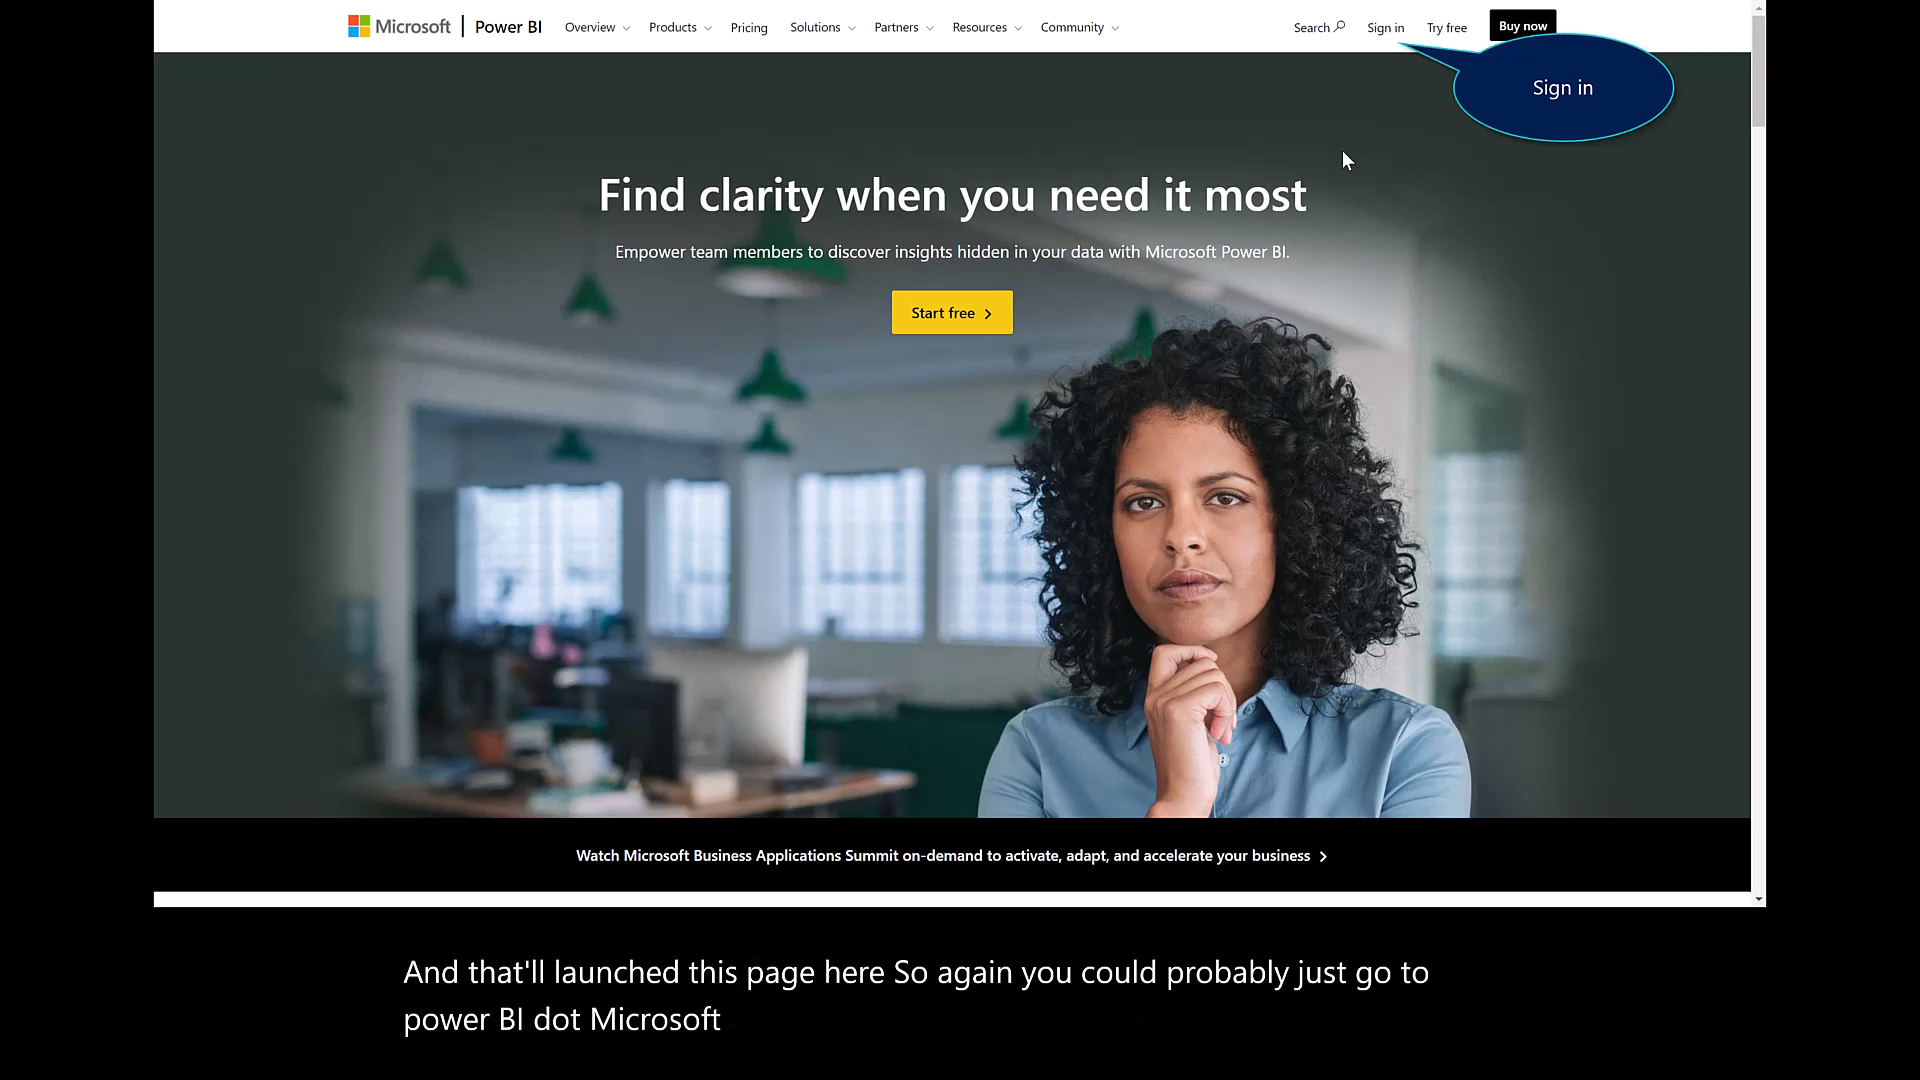 Microsoft | Power BI Overview Products Pricing Solutions Partners Resources Community Search Sign in Try free Buy now
Sign in
Find clarity when you need it most
Empower team members to discover insights hidden in your data with Microsoft Power BI.
Start free
Watch Microsoft Business Applications Summit on-demand to activate, adapt, and accelerate your business
And that'll launched this page here So again you could probably just go to
power BI dot Microsoft